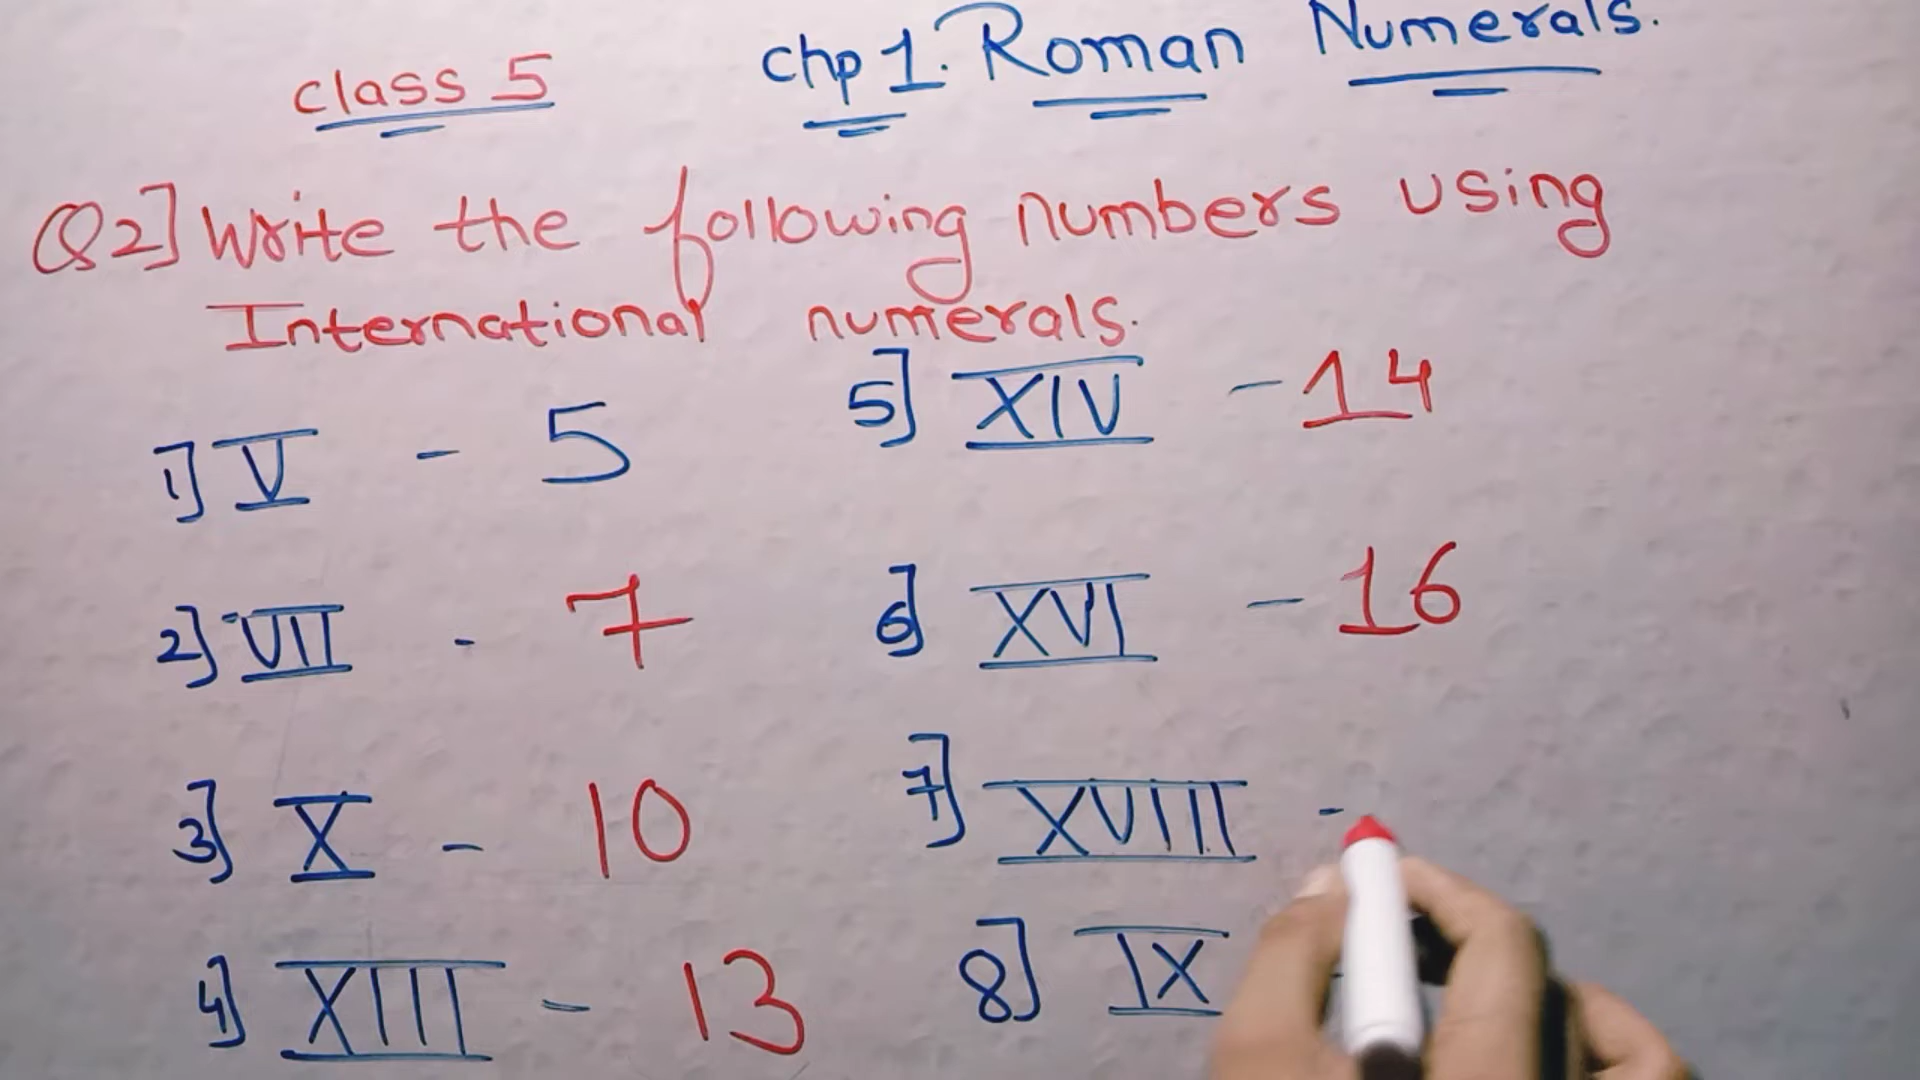 class 5 chp 1. Roman Numerals.
Q2] Write the following numbers using
International numerals.
1] V - 5
2] VII - 7
3] X - 10
4] XIII - 13
5] XIV - 14
6] XVI - 16
7] XVIII -
8] IX -